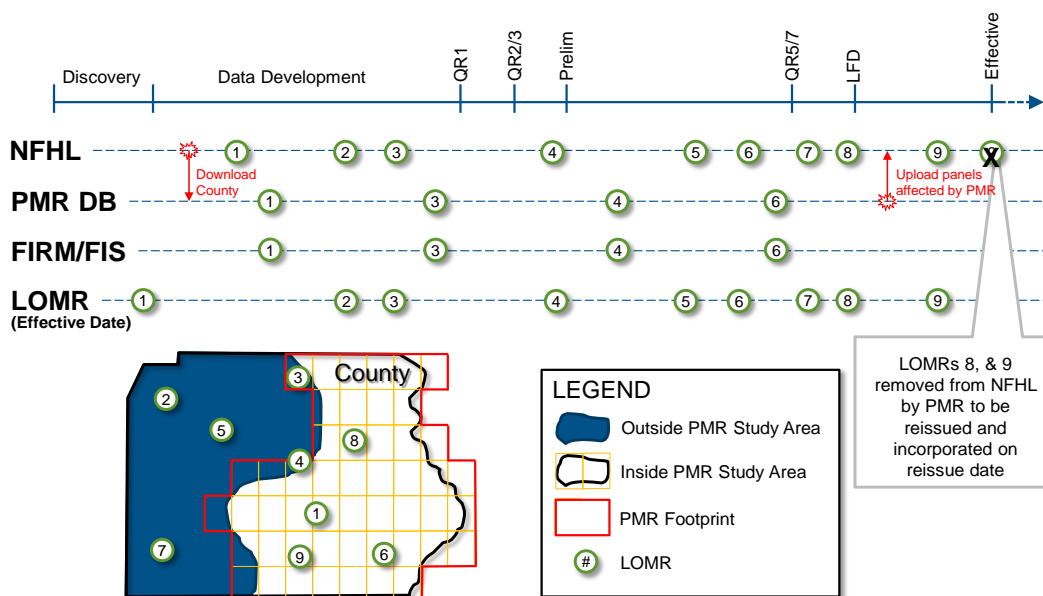 QR1
QR2/3
Prelim
QR5/7
LFD
Effective
Discovery
Data Development
NFHL
1
2
3
4
5
6
7
8
9
X
Download
County
Upload panels
affected by PMR
PMR DB
1
3
4
6
FIRM/FIS
1
3
4
6
LOMR
(Effective Date)
1
2
3
4
5
6
7
8
9
County
3
2
5
8
4
1
7
9
6
LEGEND
Outside PMR Study Area
Inside PMR Study Area
PMR Footprint
#
LOMR
LOMRs 8, & 9
removed from NFHL
by PMR to be
reissued and
incorporated on
reissue date